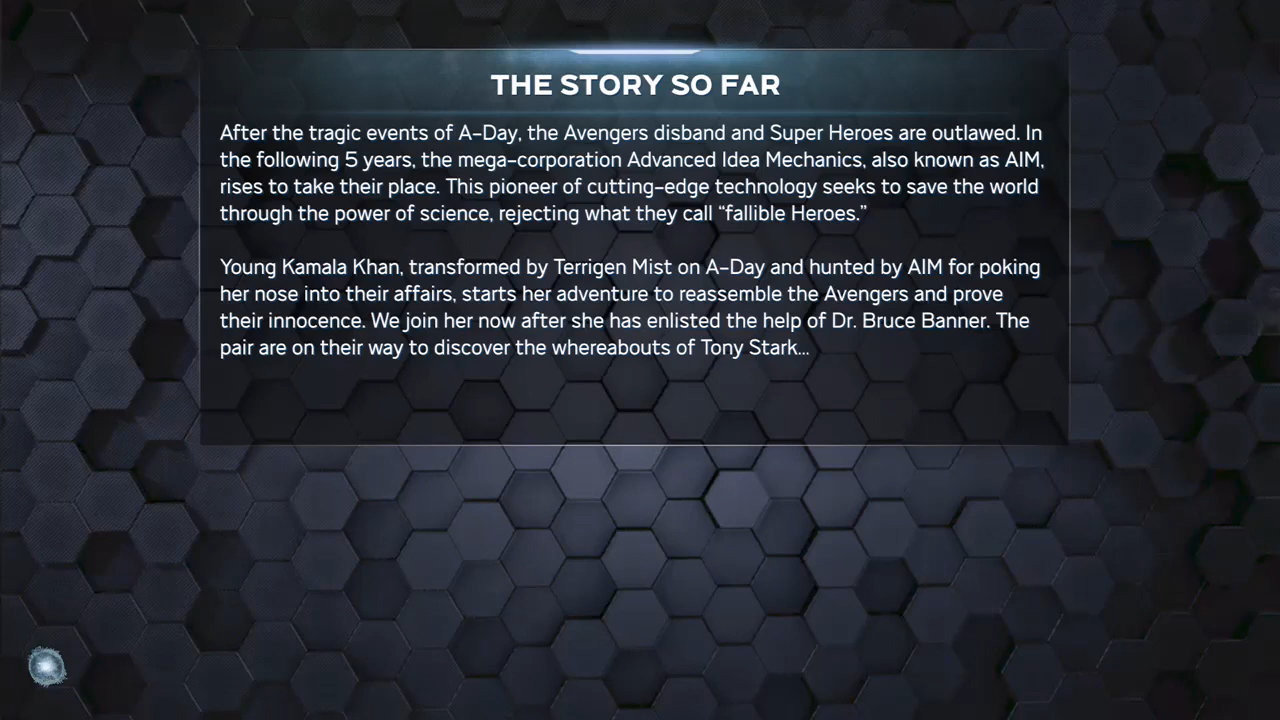 THE STORY SO FAR
After the tragic events of A-Day, the Avengers disband and Super Heroes are outlawed. In
the following 5 years, the mega-corporation Advanced Idea Mechanics, also known as AIM,
rises to take their place. This pioneer of cutting-edge technology seeks to save the world
through the power of science, rejecting what they call “fallible Heroes.”
Young Kamala Khan, transformed by Terrigen Mist on A-Day and hunted by AIM for poking
her nose into their affairs, starts her adventure to reassemble the Avengers and prove
their innocence. We join her now after she has enlisted the help of Dr. Bruce Banner. The
pair are on their way to discover the whereabouts of Tony Stark...